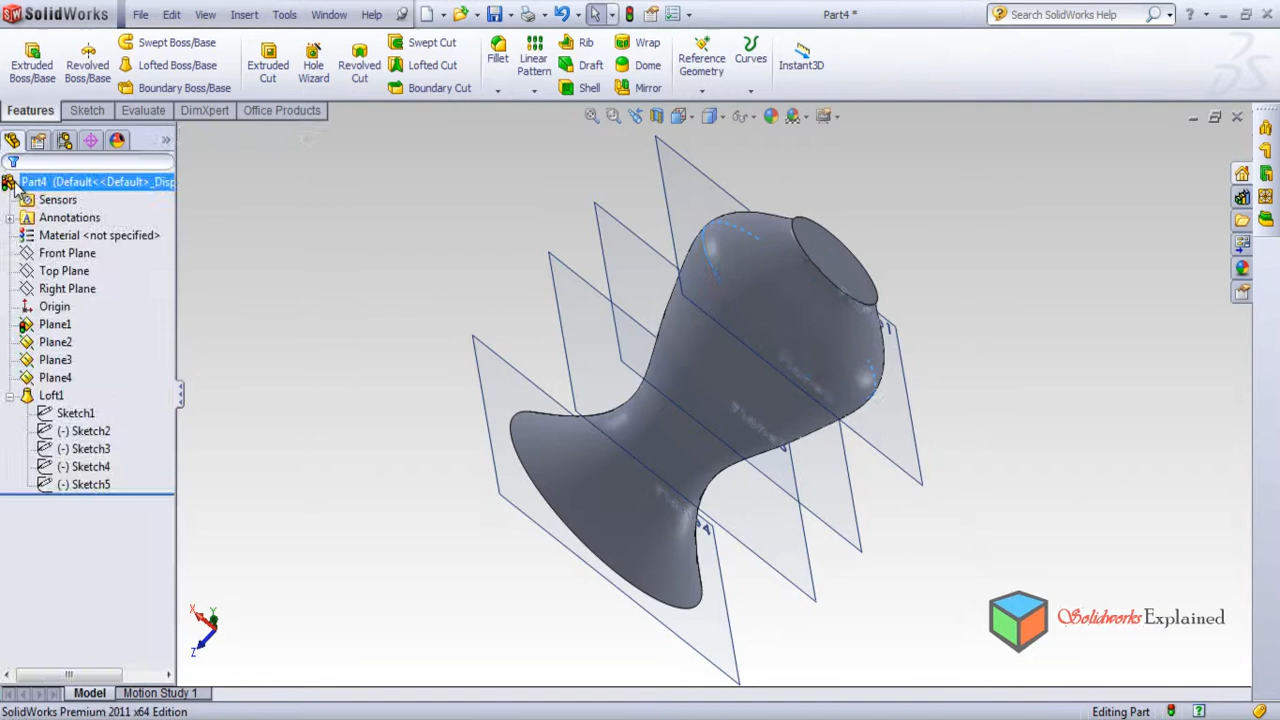 SolidWorks File Edit View Insert Tools Window Help Part4 * Search SolidWorks Help
Extruded Boss/Base Revolved Boss/Base Swept Boss/Base Lofted Boss/Base Boundary Boss/Base Extruded Cut Hole Wizard Revolved Cut Swept Cut Lofted Cut Boundary Cut Fillet Linear Pattern Rib Draft Shell Wrap Dome Mirror Reference Geometry Curves Instant3D
Features Sketch Evaluate DimXpert Office Products
Part4 (Default<<Default>_Disp
Sensors
Annotations
Material <not specified>
Front Plane
Top Plane
Right Plane
Origin
Plane1
Plane2
Plane3
Plane4
Loft1
Sketch1
(-) Sketch2
(-) Sketch3
(-) Sketch4
(-) Sketch5
X Y
Z
Solidworks Explained
Model Motion Study 1
SolidWorks Premium 2011 x64 Edition Editing Part